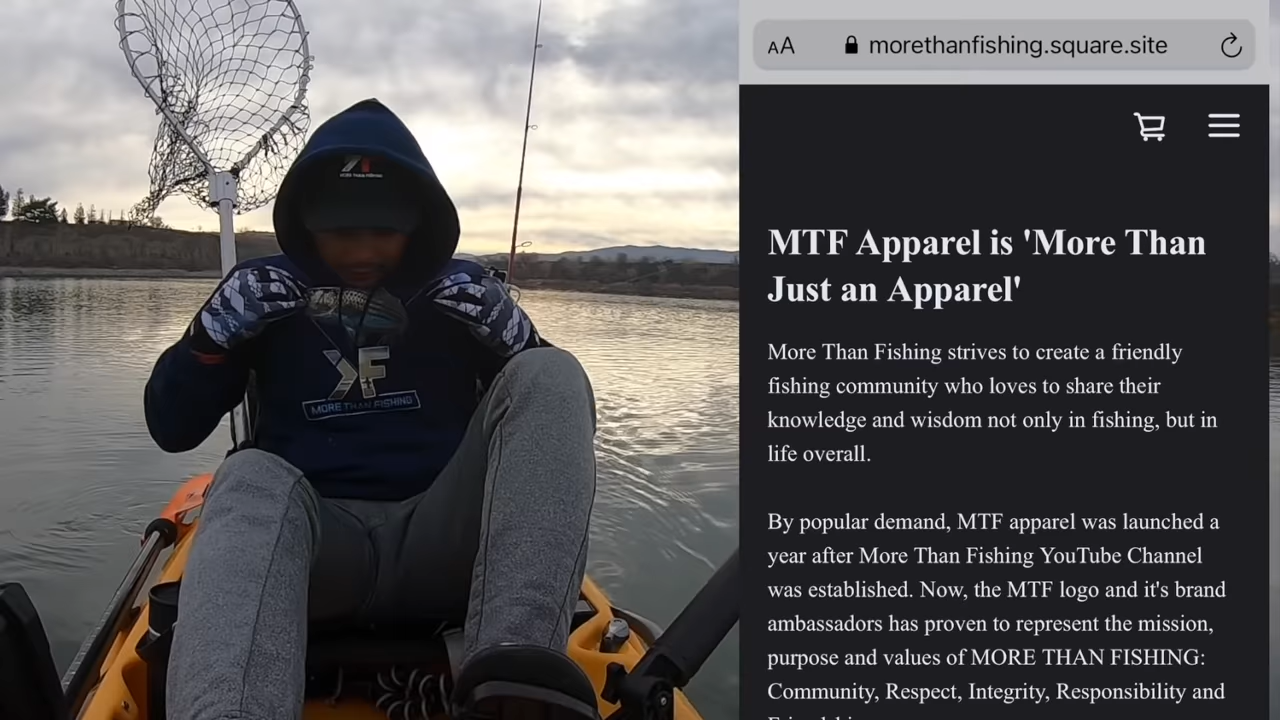 MORE THAN FISHING
F
MORE THAN FISHING
AA
morethanfishing.square.site
MTF Apparel is 'More Than
Just an Apparel'
More Than Fishing strives to create a friendly
fishing community who loves to share their
knowledge and wisdom not only in fishing, but in
life overall.
By popular demand, MTF apparel was launched a
year after More Than Fishing YouTube Channel
was established. Now, the MTF logo and it's brand
ambassadors has proven to represent the mission,
purpose and values of MORE THAN FISHING:
Community, Respect, Integrity, Responsibility and